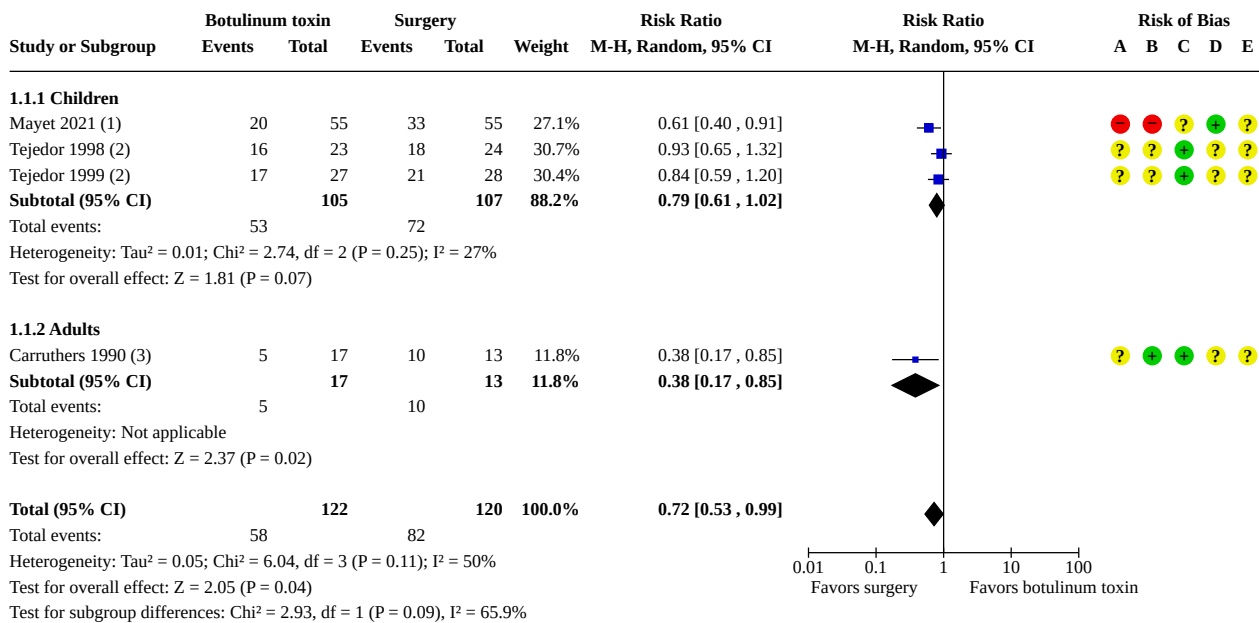 Botulinum toxin Surgery Risk Ratio Risk Ratio Risk of Bias
Study or Subgroup Events Total Events Total Weight M-H, Random, 95% CI M-H, Random, 95% CI A B C D E
1.1.1 Children
Mayet 2021 (1) 20 55 33 55 27.1% 0.61 [0.40 , 0.91] − − ? + ?
Tejedor 1998 (2) 16 23 18 24 30.7% 0.93 [0.65 , 1.32] ? ? + ? ?
Tejedor 1999 (2) 17 27 21 28 30.4% 0.84 [0.59 , 1.20] ? ? + ? ?
Subtotal (95% CI) 105 107 88.2% 0.79 [0.61 , 1.02]
Total events: 53 72
Heterogeneity: Tau² = 0.01; Chi² = 2.74, df = 2 (P = 0.25); I² = 27%
Test for overall effect: Z = 1.81 (P = 0.07)
1.1.2 Adults
Carruthers 1990 (3) 5 17 10 13 11.8% 0.38 [0.17 , 0.85] ? + + ? ?
Subtotal (95% CI) 17 13 11.8% 0.38 [0.17 , 0.85]
Total events: 5 10
Heterogeneity: Not applicable
Test for overall effect: Z = 2.37 (P = 0.02)
Total (95% CI) 122 120 100.0% 0.72 [0.53 , 0.99]
Total events: 58 82
Heterogeneity: Tau² = 0.05; Chi² = 6.04, df = 3 (P = 0.11); I² = 50%
0.01 0.1 1 10 100
Test for overall effect: Z = 2.05 (P = 0.04) Favors surgery Favors botulinum toxin
Test for subgroup differences: Chi² = 2.93, df = 1 (P = 0.09), I² = 65.9%